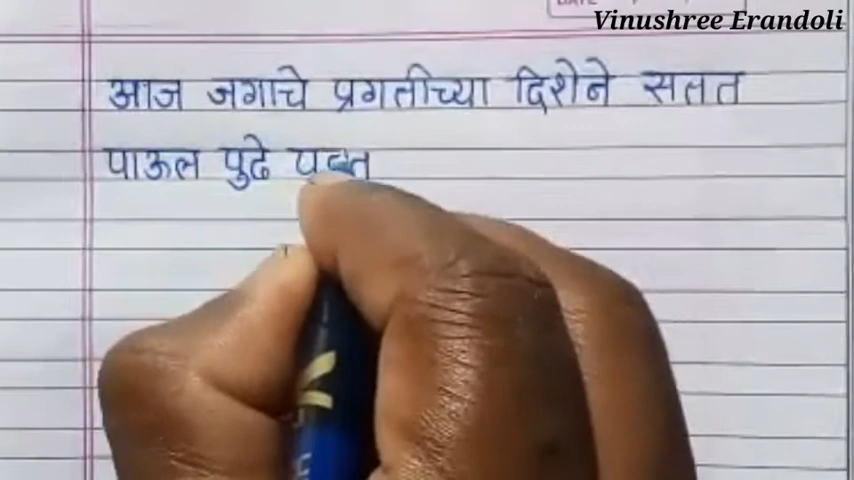 Vinushree Erandoli
आज जगाचे प्रगतीच्या दिशेने सतत
पाऊल पुढे